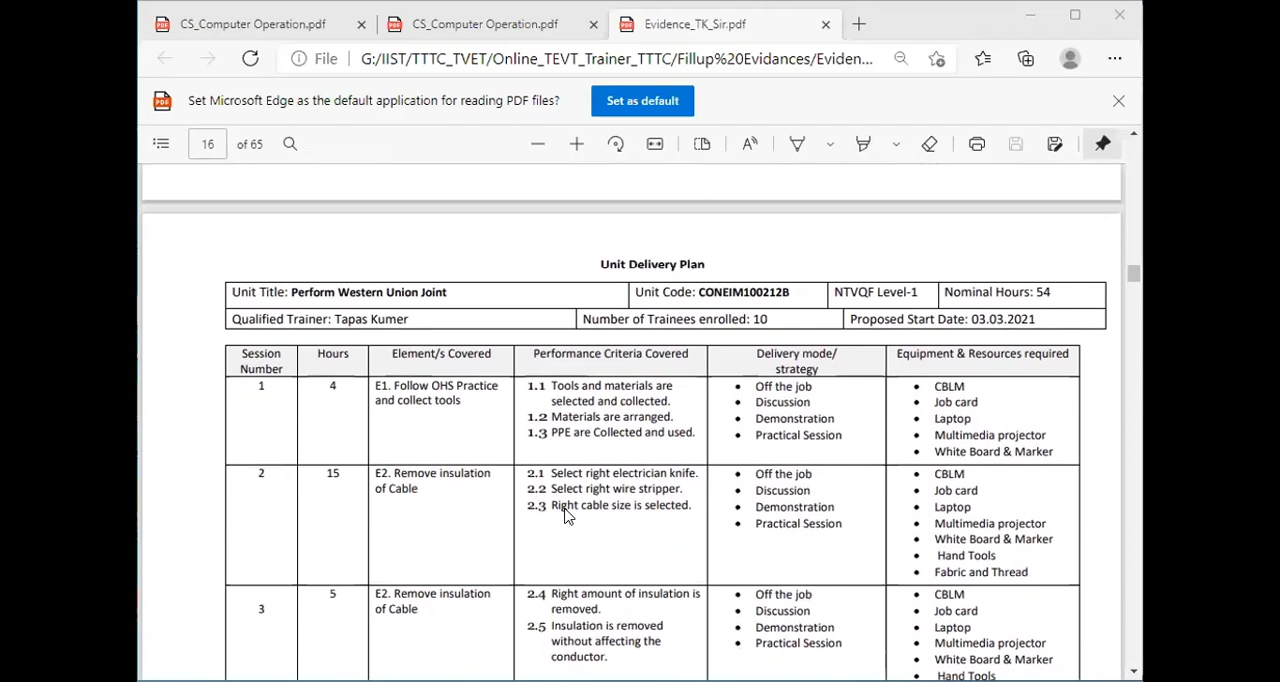 CS_Computer Operation.pdf CS_Computer Operation.pdf Evidence_TK_Sir.pdf
File G:/IIST/TTTC_TVET/Online_TEVT_Trainer_TTTC/Fillup%20Evidances/Eviden...
Set Microsoft Edge as the default application for reading PDF files? Set as default
16 of 65
Unit Delivery Plan
Unit Title: Perform Western Union Joint Unit Code: CONEIM100212B NTVQF Level-1 Nominal Hours: 54
Qualified Trainer: Tapas Kumer Number of Trainees enrolled: 10 Proposed Start Date: 03.03.2021
Session Number Hours Element/s Covered Performance Criteria Covered Delivery mode/ strategy Equipment & Resources required
1 4 E1. Follow OHS Practice and collect tools
1.1 Tools and materials are selected and collected.
1.2 Materials are arranged.
1.3 PPE are Collected and used.
• Off the job
• Discussion
• Demonstration
• Practical Session
• CBLM
• Job card
• Laptop
• Multimedia projector
• White Board & Marker
2 15 E2. Remove insulation of Cable
2.1 Select right electrician knife.
2.2 Select right wire stripper.
2.3 Right cable size is selected.
• Off the job
• Discussion
• Demonstration
• Practical Session
• CBLM
• Job card
• Laptop
• Multimedia projector
• White Board & Marker
• Hand Tools
• Fabric and Thread
3 5 E2. Remove insulation of Cable
2.4 Right amount of insulation is removed.
2.5 Insulation is removed without affecting the conductor.
• Off the job
• Discussion
• Demonstration
• Practical Session
• CBLM
• Job card
• Laptop
• Multimedia projector
• White Board & Marker
• Hand Tools